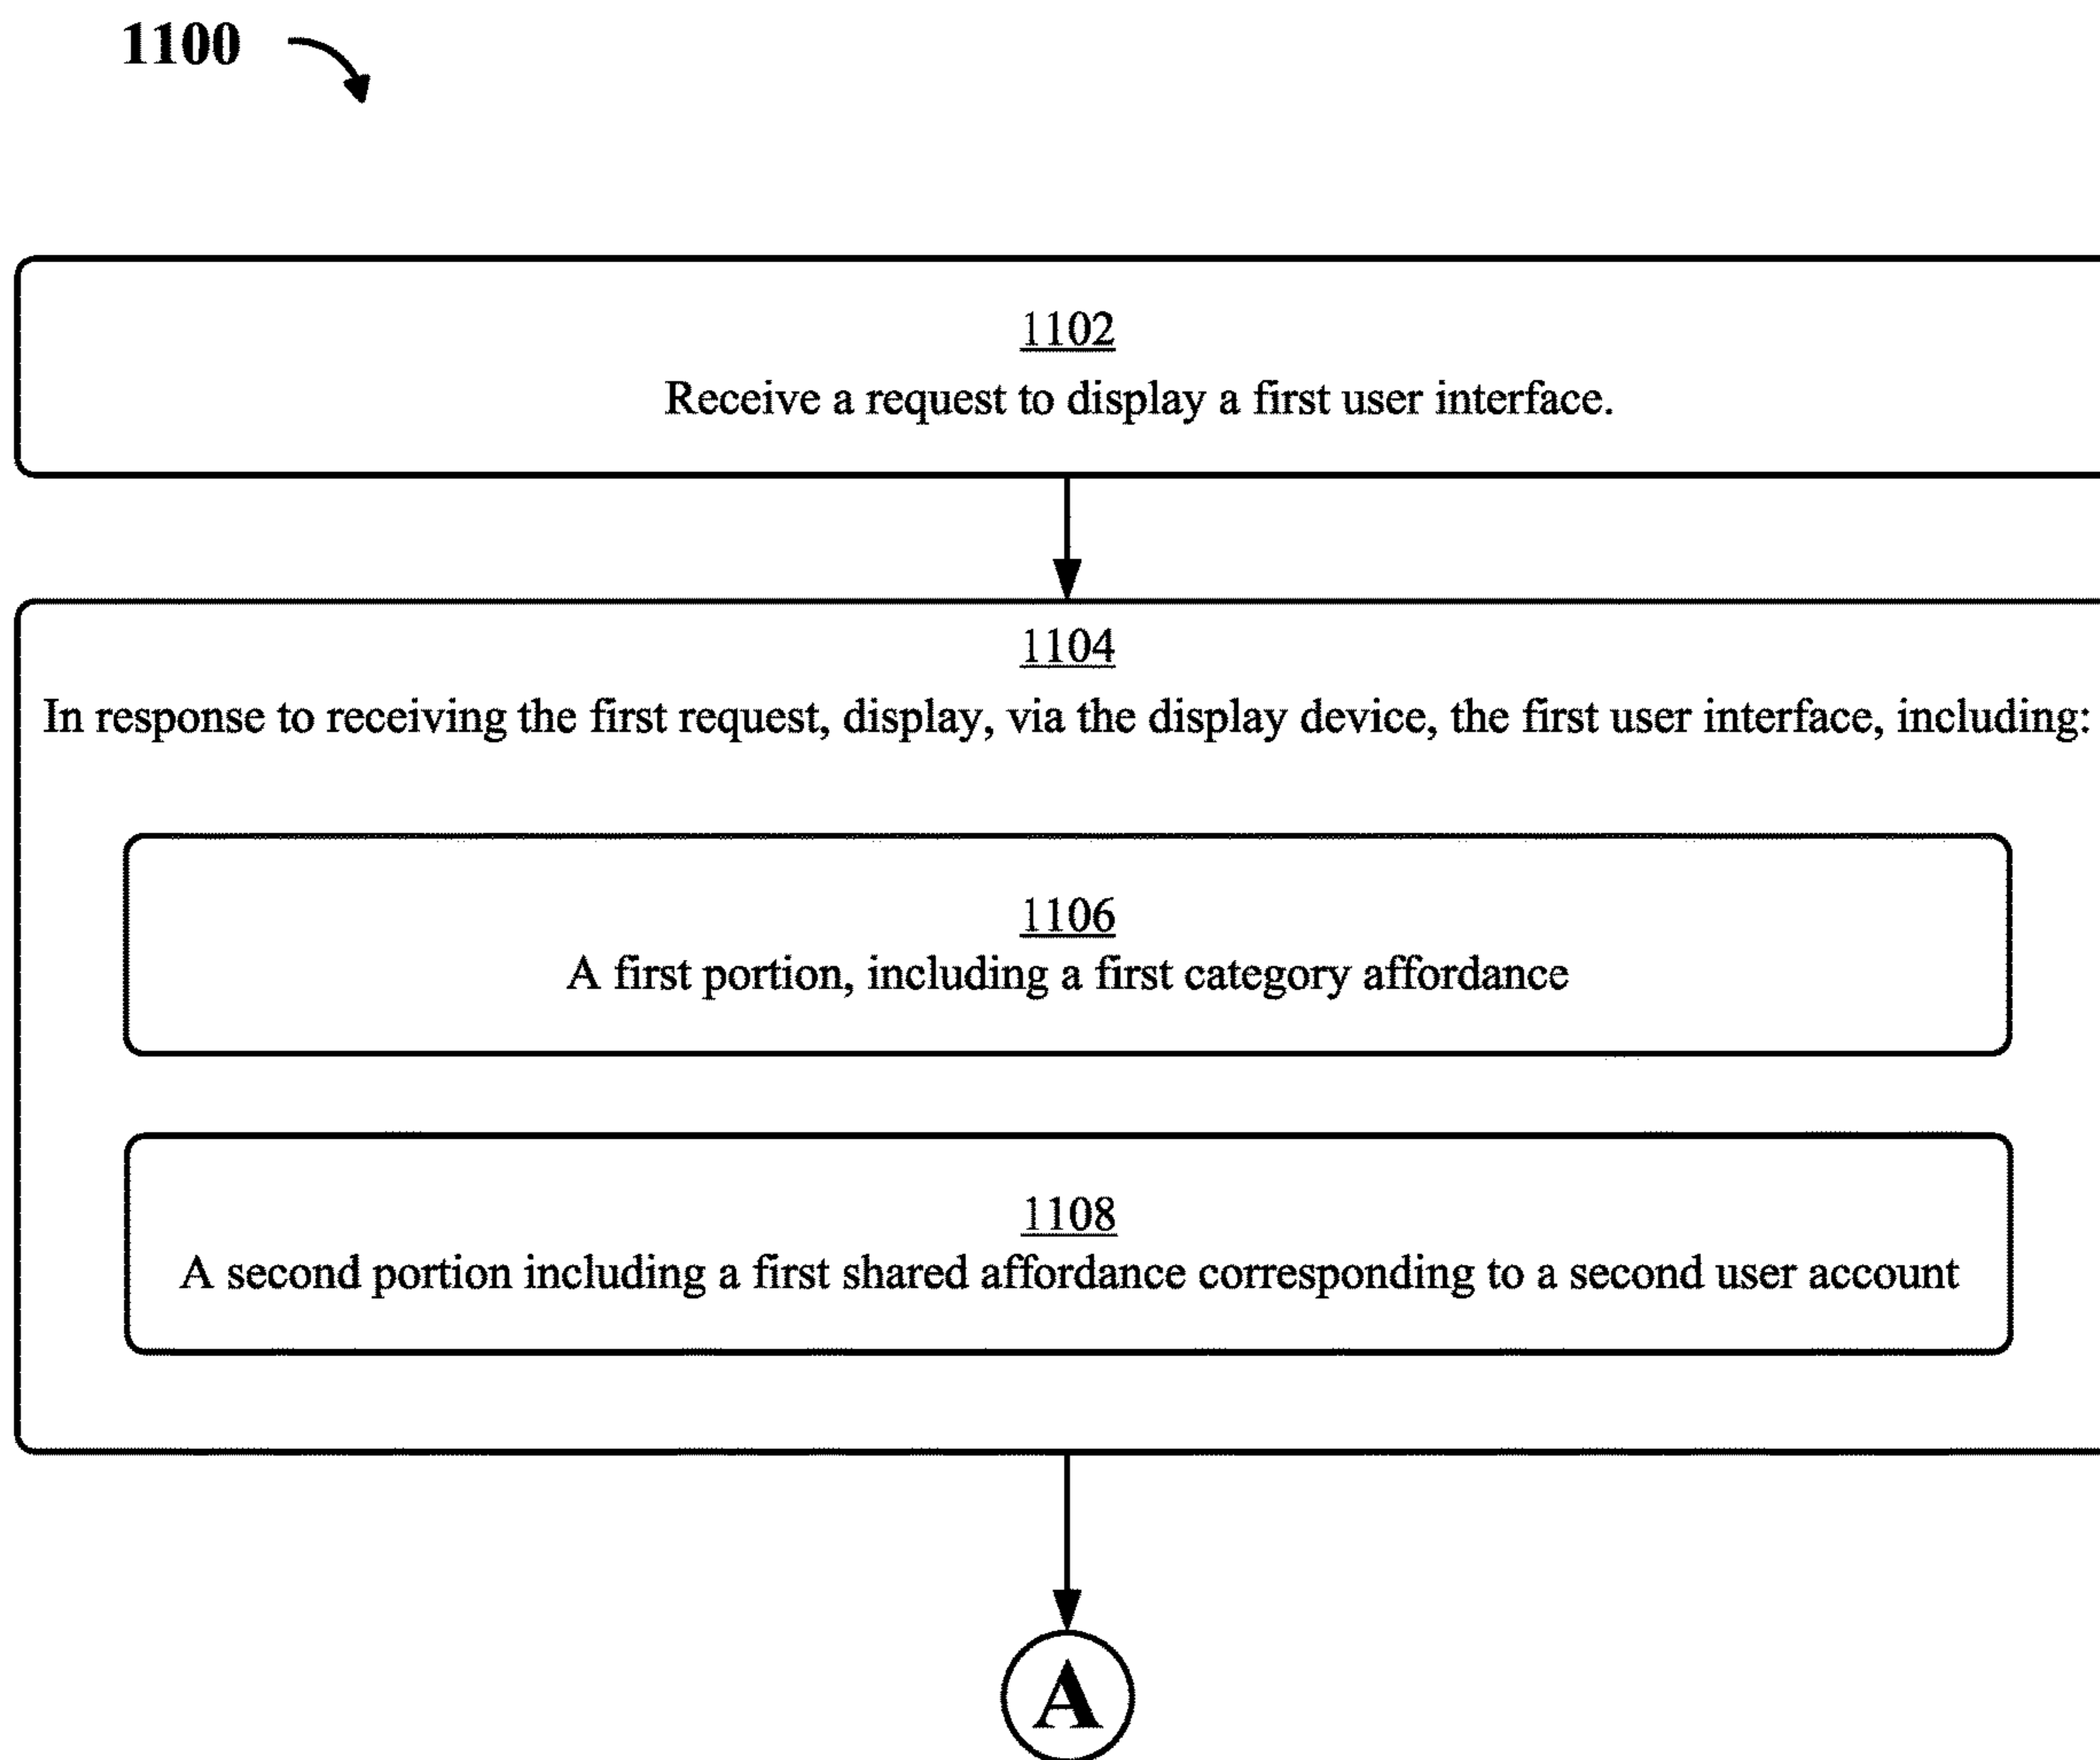 1100
1102
Receive a request to display a first user interface.
1104
In response to receiving the first request, display, via the display device, the first user interface, including:
1106
A first portion, including a first category affordance
1108
A second portion including a first shared affordance corresponding to a second user account
A